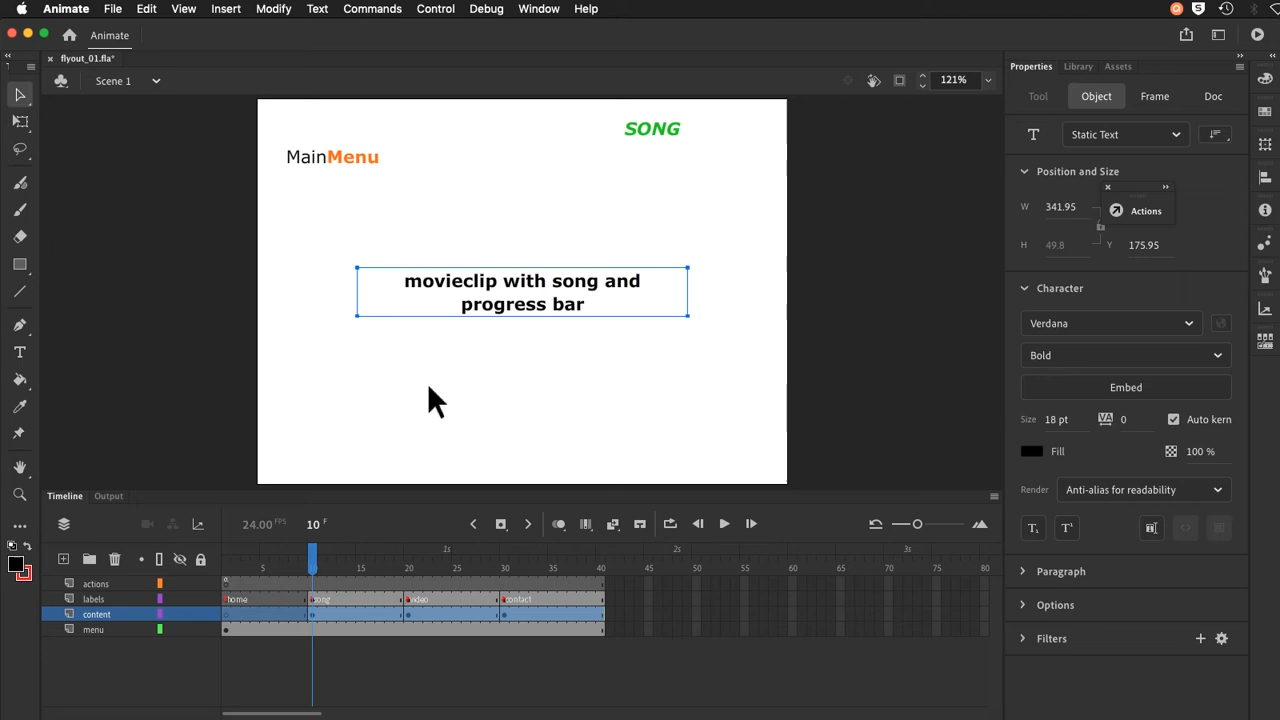 Animate File Edit View Insert Modify Text Commands Control Debug Window Help
Animate
flyout_01.fla*
Scene 1
121%
SONG
MainMenu
movieclip with song and
progress bar
Properties Library Assets
Tool Object Frame Doc
Static Text
Position and Size
W 341.95
Actions
H 49.8 Y 175.95
Character
Verdana
Bold
Embed
Size 18 pt VA 0 Auto kern
Fill 100 %
Render Anti-alias for readability
Paragraph
Options
Filters
Timeline Output
24.00 FPS 10 F
1s 2s 3s
5 10 15 20 25 30 35 40 45 50 55 60 65 70 75 80
actions
labels home song video contact
content
menu